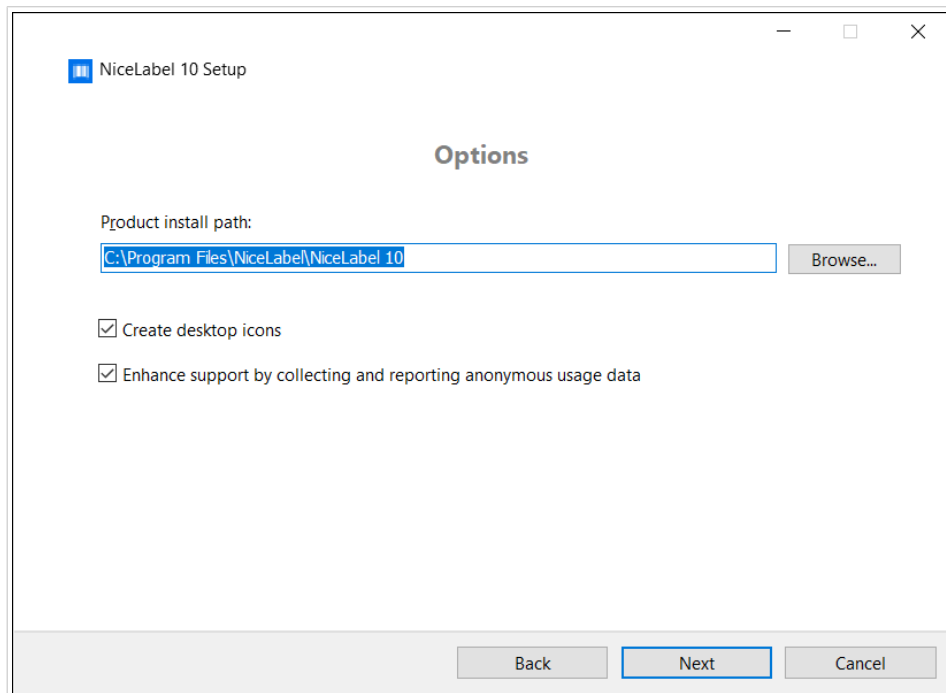 NiceLabel 10 Setup
Options
Product install path:
C:\Program Files\NiceLabel\NiceLabel 10
Browse...
Create desktop icons
Enhance support by collecting and reporting anonymous usage data
Back Next Cancel